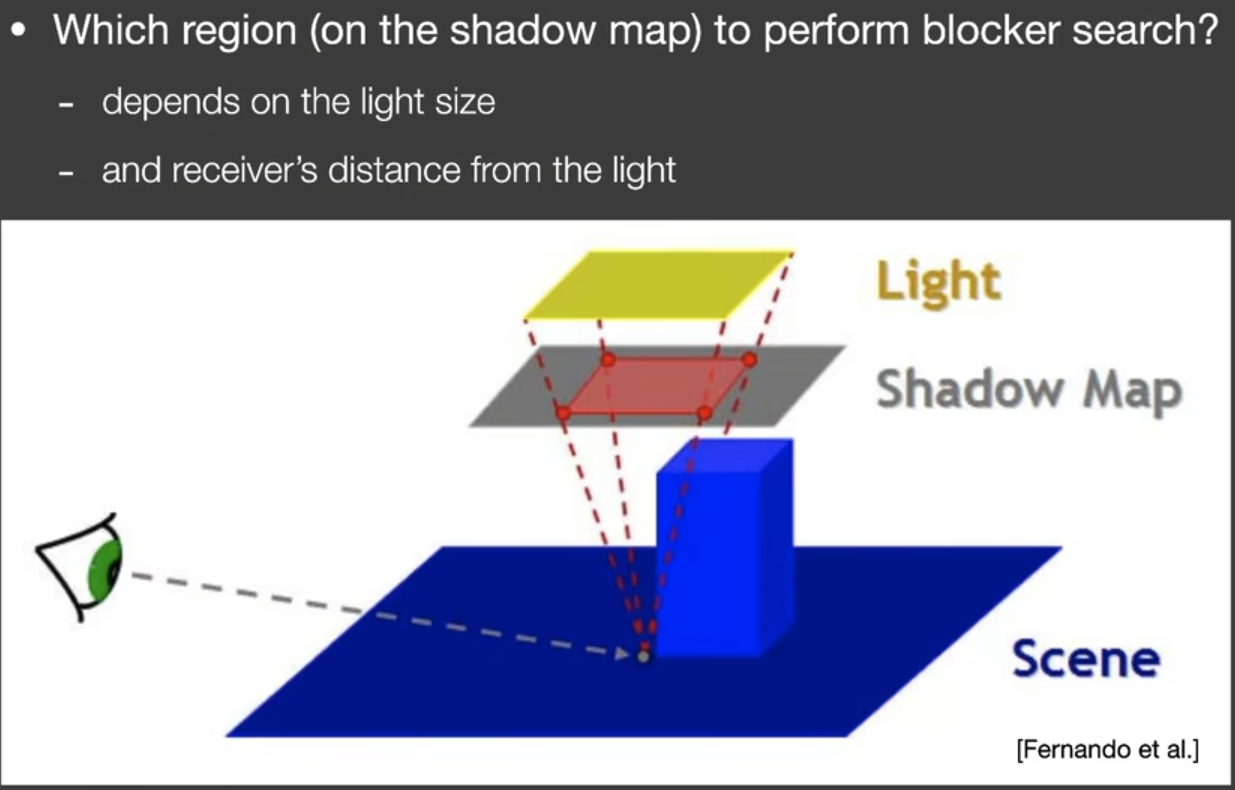 • Which region (on the shadow map) to perform blocker search?
- depends on the light size
- and receiver’s distance from the light
Light
Shadow Map
Scene
[Fernando et al.]